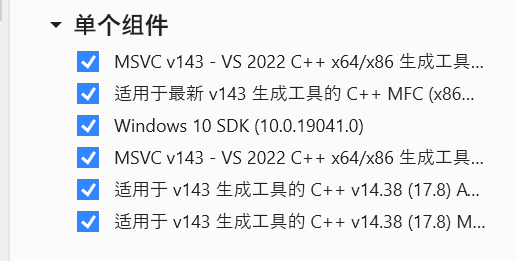 单个组件
MSVC v143 - VS 2022 C++ x64/x86 生成工具...
适用于最新 v143 生成工具的 C++ MFC (x86...
Windows 10 SDK (10.0.19041.0)
MSVC v143 - VS 2022 C++ x64/x86 生成工具...
适用于 v143 生成工具的 C++ v14.38 (17.8) A...
适用于 v143 生成工具的 C++ v14.38 (17.8) M...